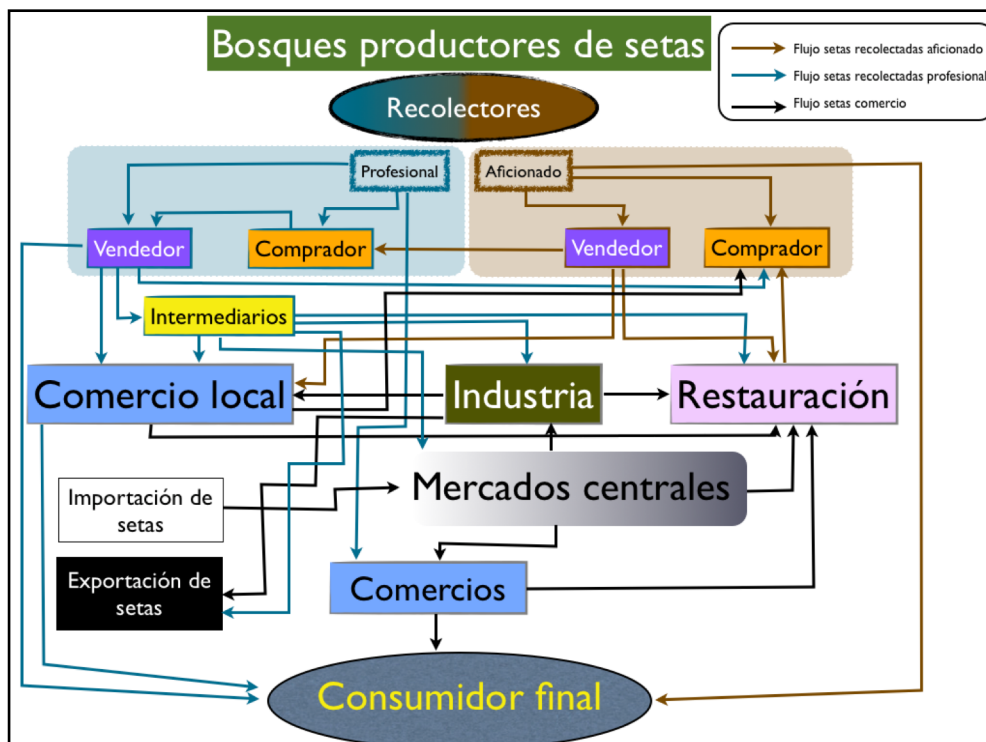 Bosques productores de setas
Flujo setas recolectadas aficionado
Flujo setas recolectadas profesional
Flujo setas comercio
Recolectores
Profesional
Aficionado
Vendedor
Comprador
Vendedor
Comprador
Intermediarios
Comercio local
Industria
Restauración
Mercados centrales
Importación de
setas
Exportación de
setas
Comercios
Consumidor final